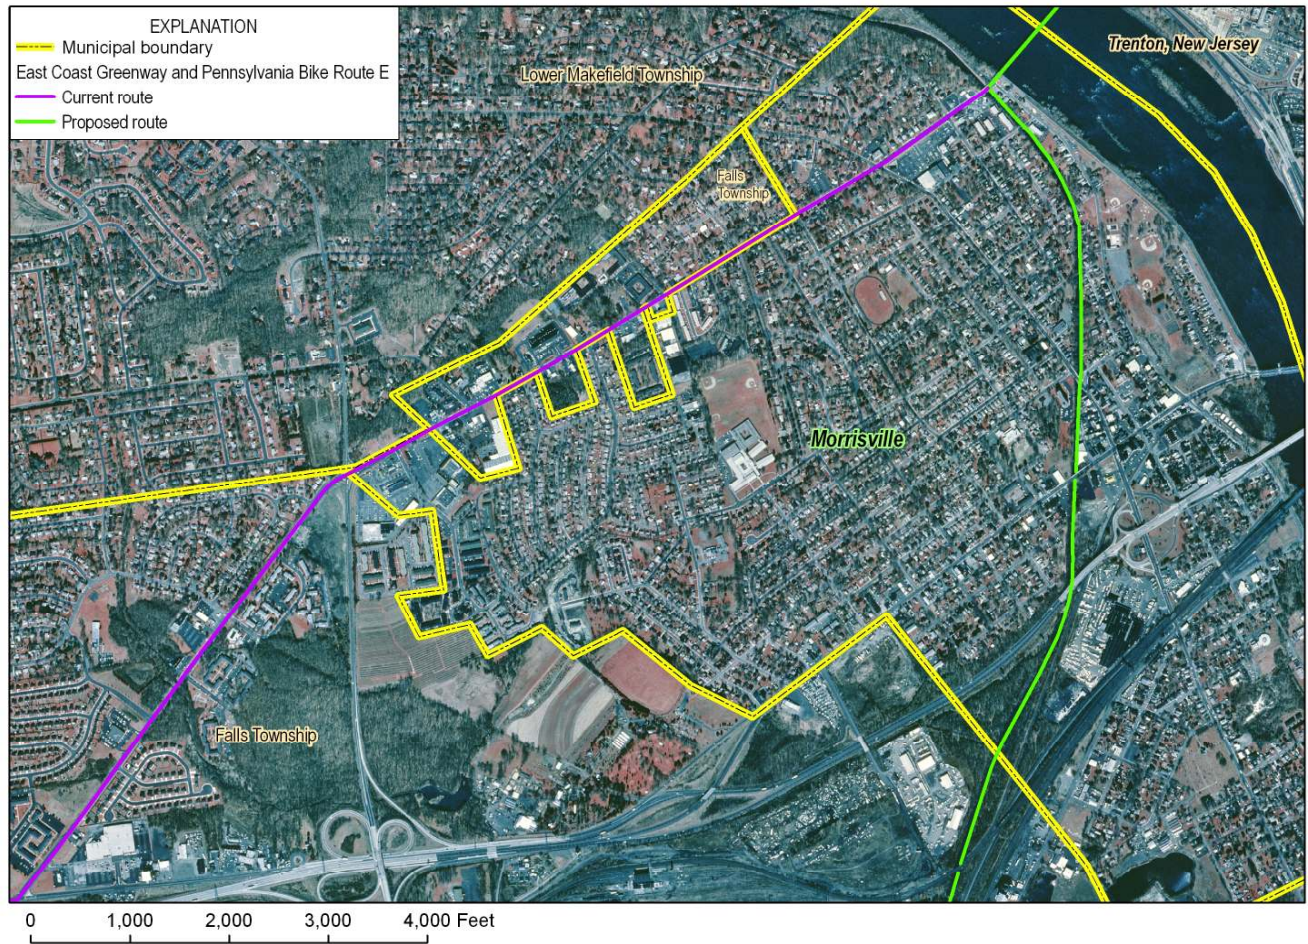 EXPLANATION
Municipal boundary
East Coast Greenway and Pennsylvania Bike Route E
Current route
Proposed route
Trenton, New Jersey
Lower Makefield Township
Falls
Township
Morrisville
Falls Township
0 1,000 2,000 3,000 4,000 Feet